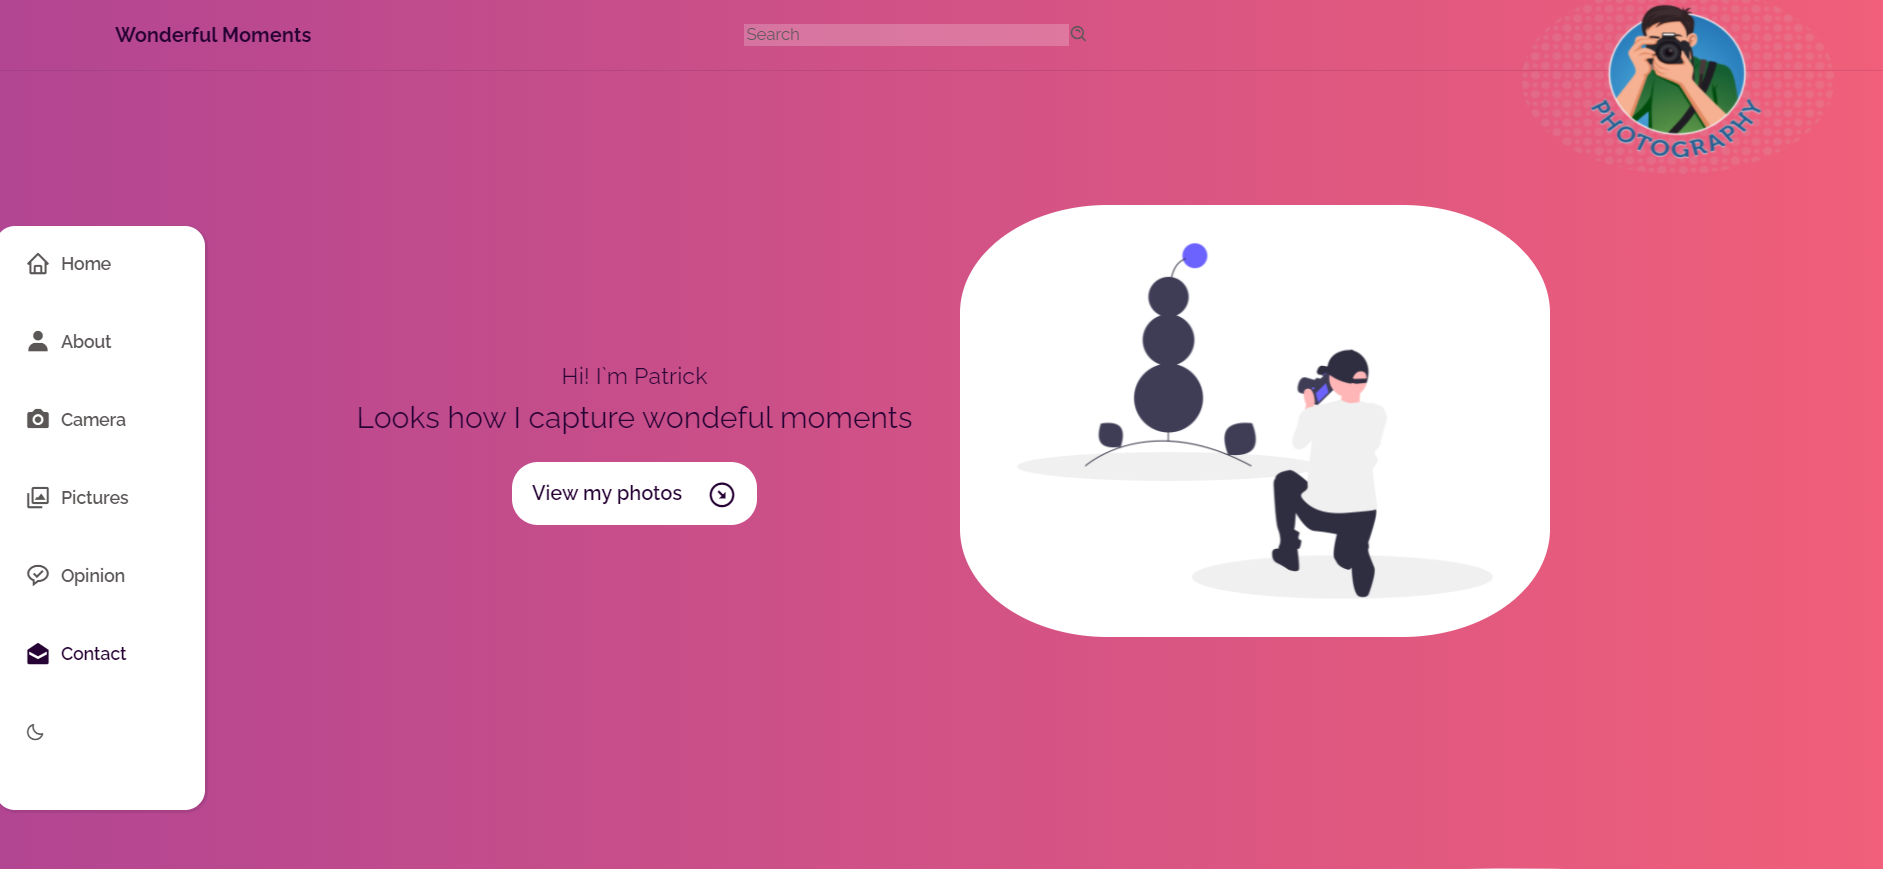 Wonderful Moments
Search
PHOTOGRAPHY
Home
About
Camera
Pictures
Opinion
Contact
Hi! I`m Patrick
Looks how I capture wondeful moments
View my photos